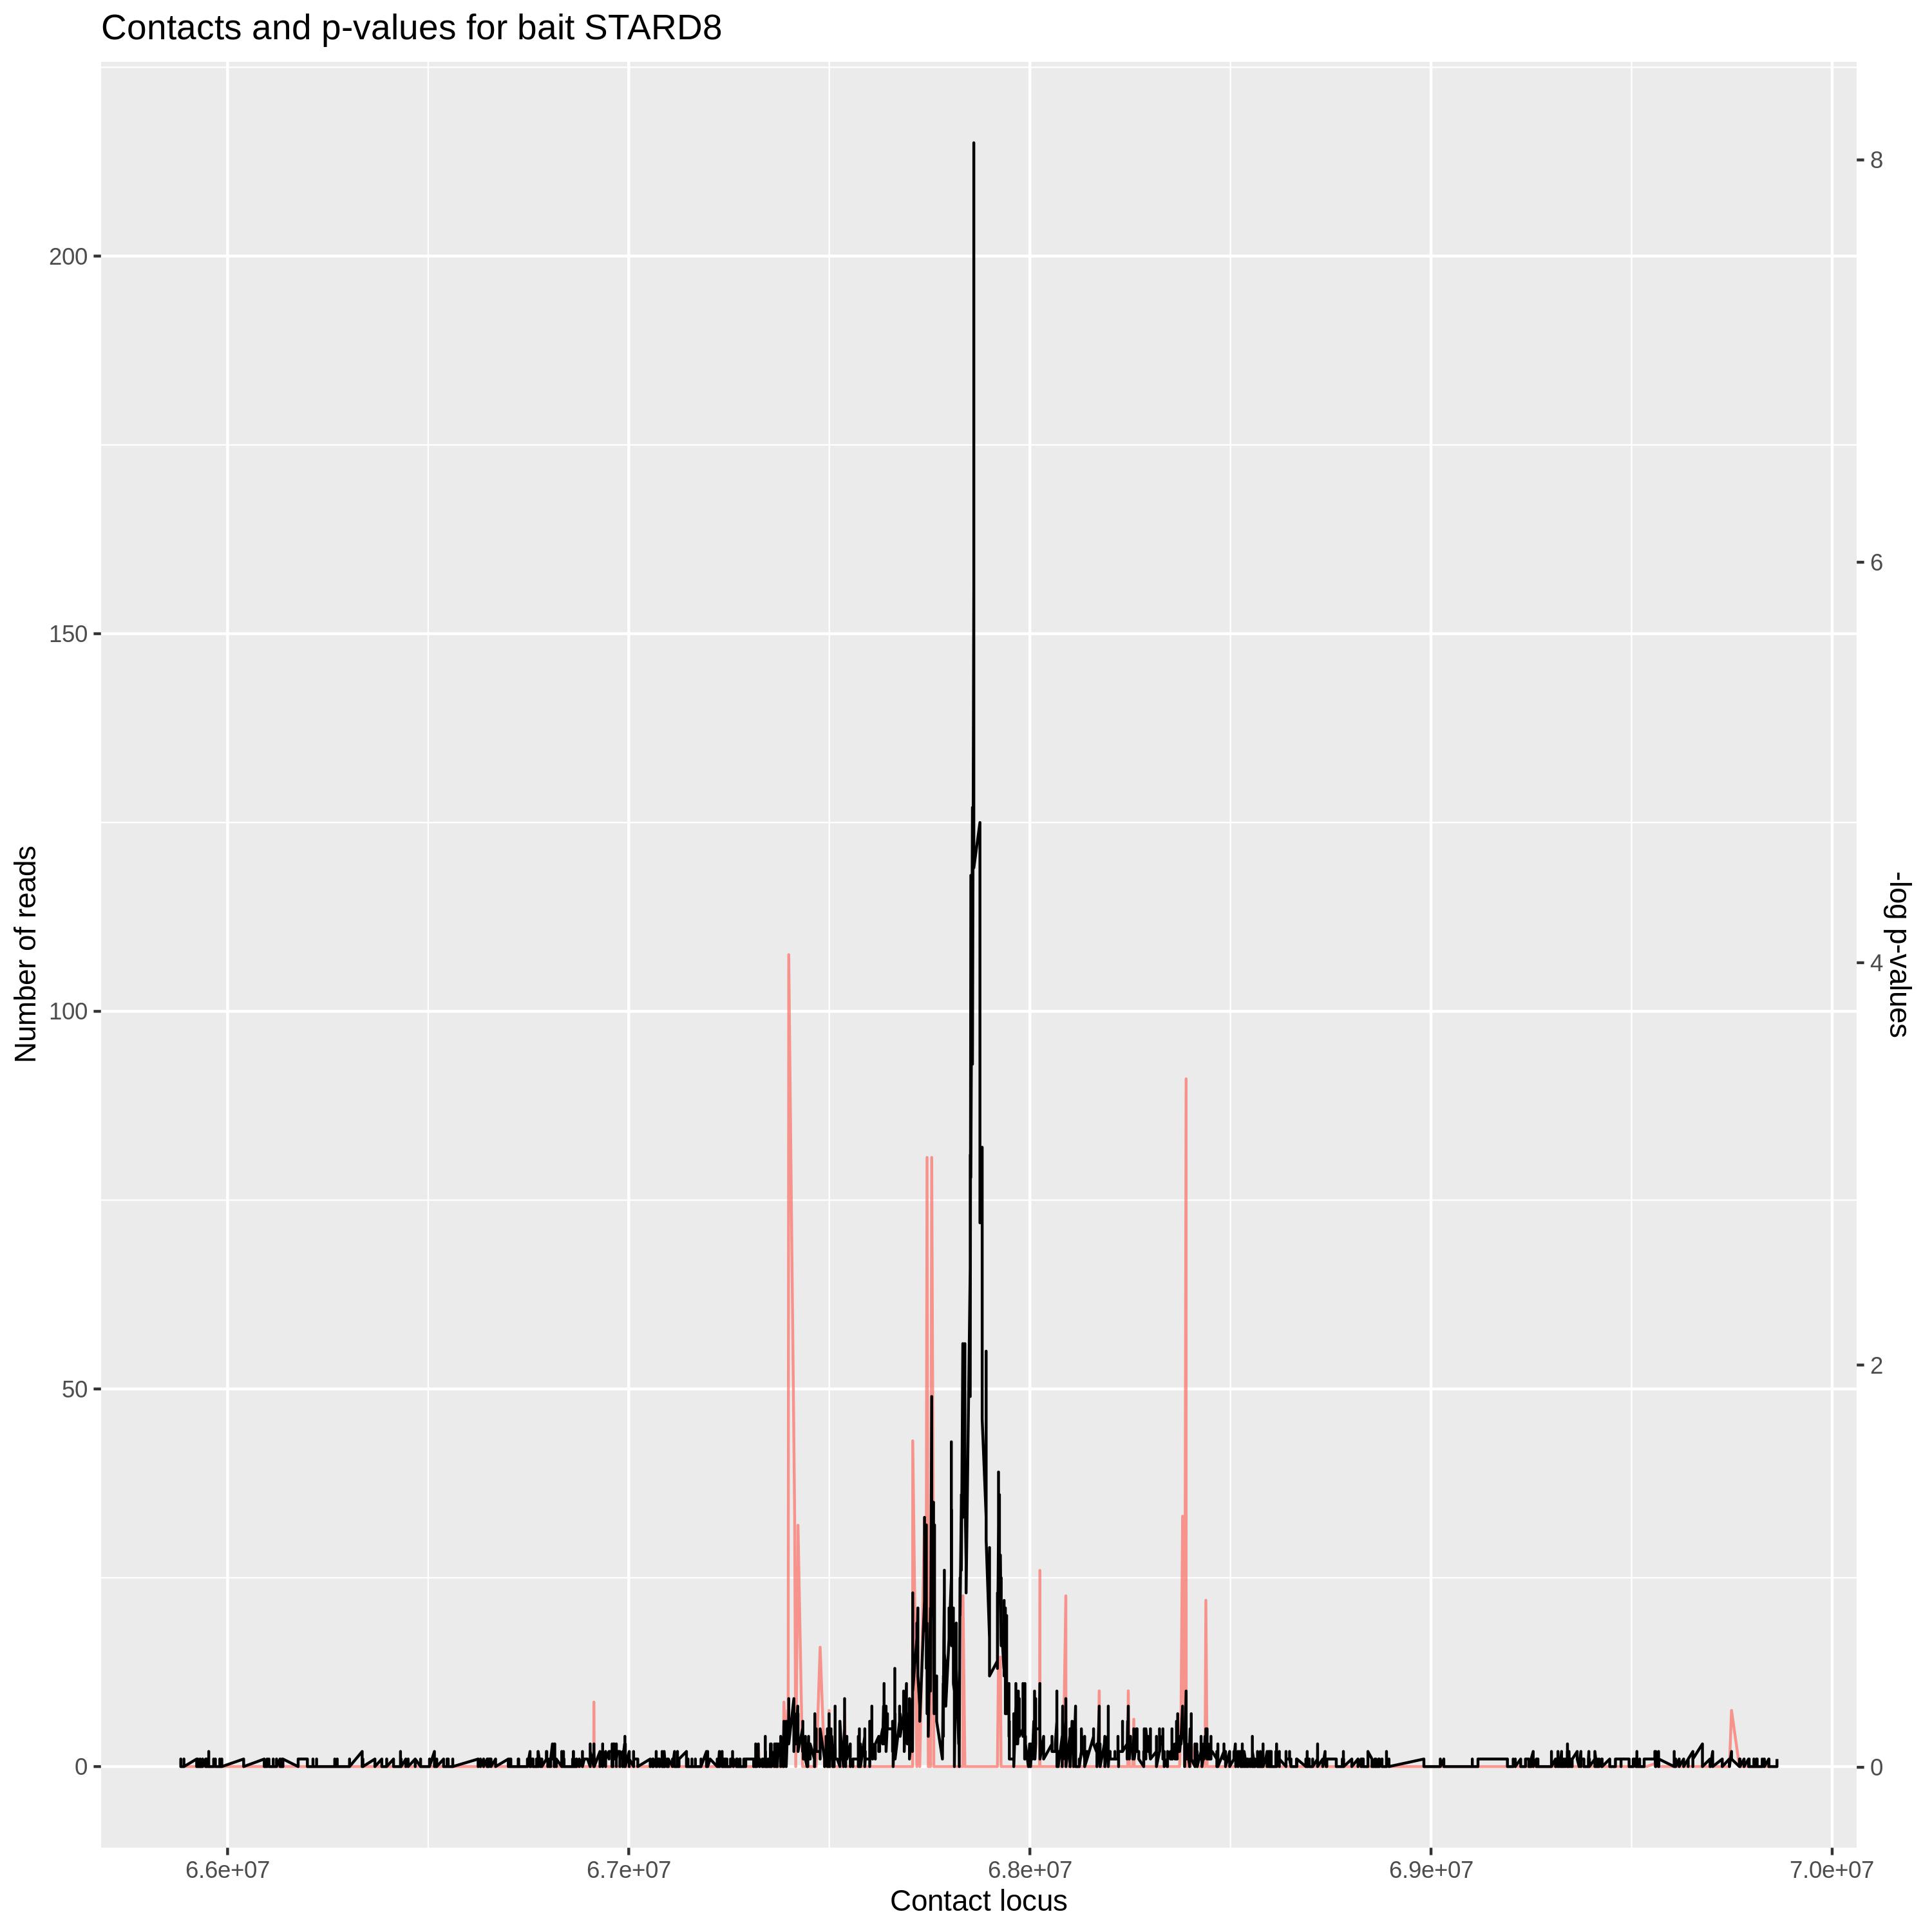 Contacts and p-values for bait STARD8
Number of reads
200
150
100
50
0
8
6
4
2
0
-log p-values
6.6e+07 6.7e+07 6.8e+07 6.9e+07 7.0e+07
Contact locus